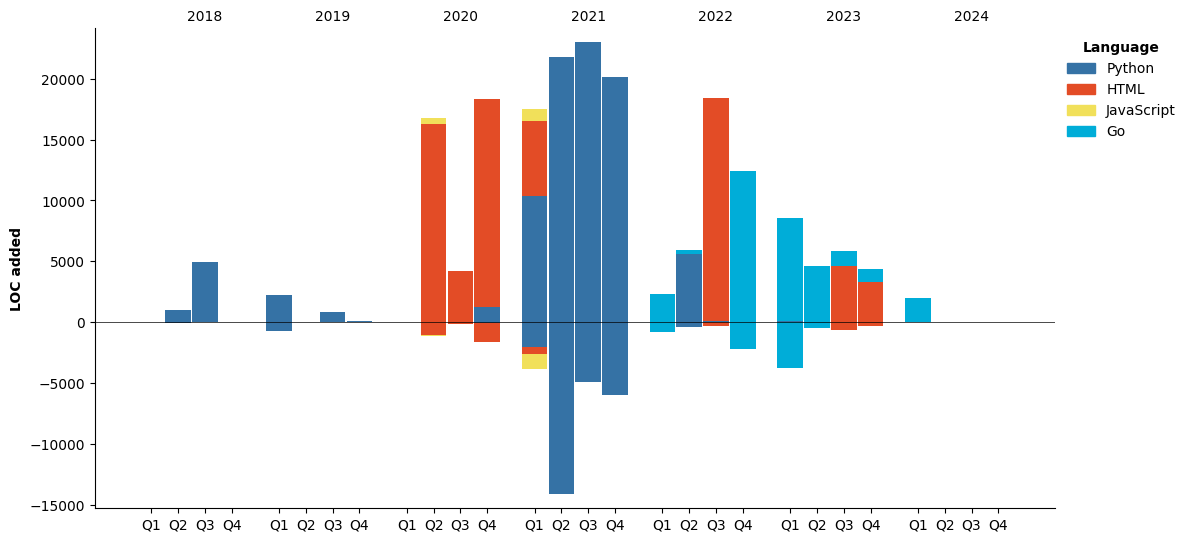 2018 2019 2020 2021 2022 2023 2024
Language
Python
HTML
JavaScript
Go
LOC added
20000
15000
10000
5000
0
−5000
−10000
−15000
Q1 Q2 Q3 Q4 Q1 Q2 Q3 Q4 Q1 Q2 Q3 Q4 Q1 Q2 Q3 Q4 Q1 Q2 Q3 Q4 Q1 Q2 Q3 Q4 Q1 Q2 Q3 Q4